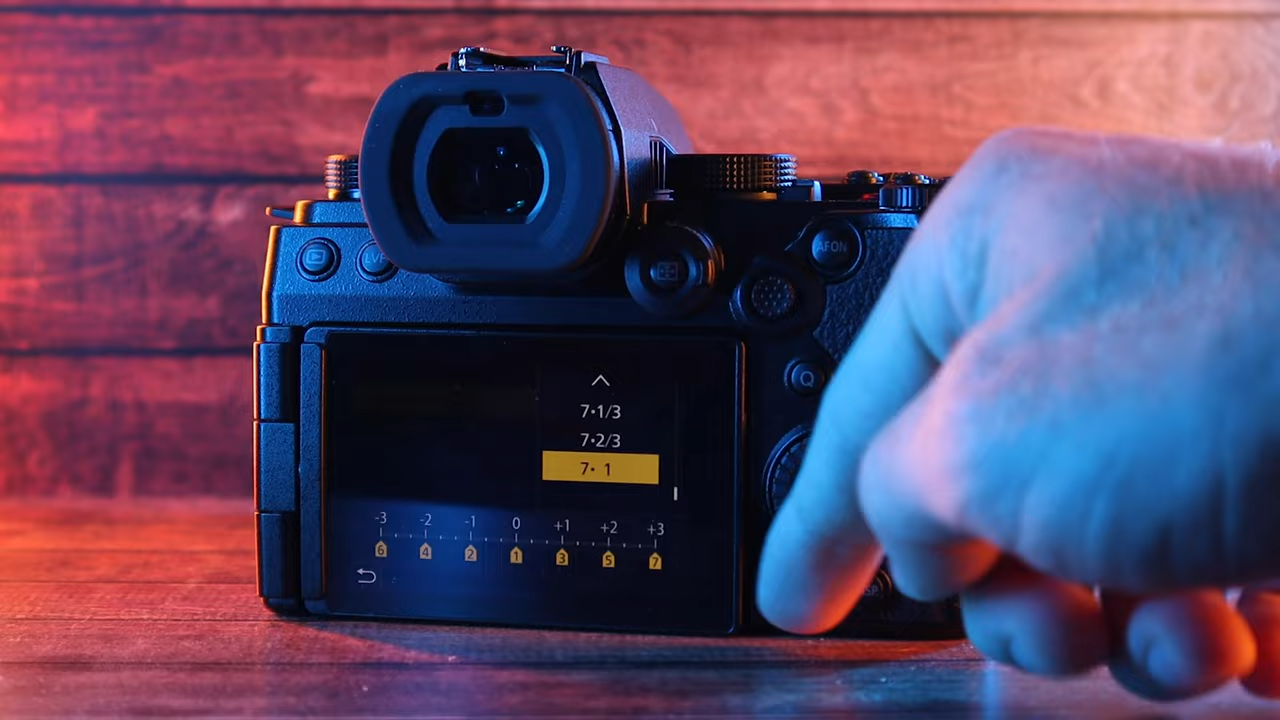 LVF
AFON
Q
7•1/3
7•2/3
7• 1
-3 -2 -1 0 +1 +2 +3
6 4 2 1 3 5 7